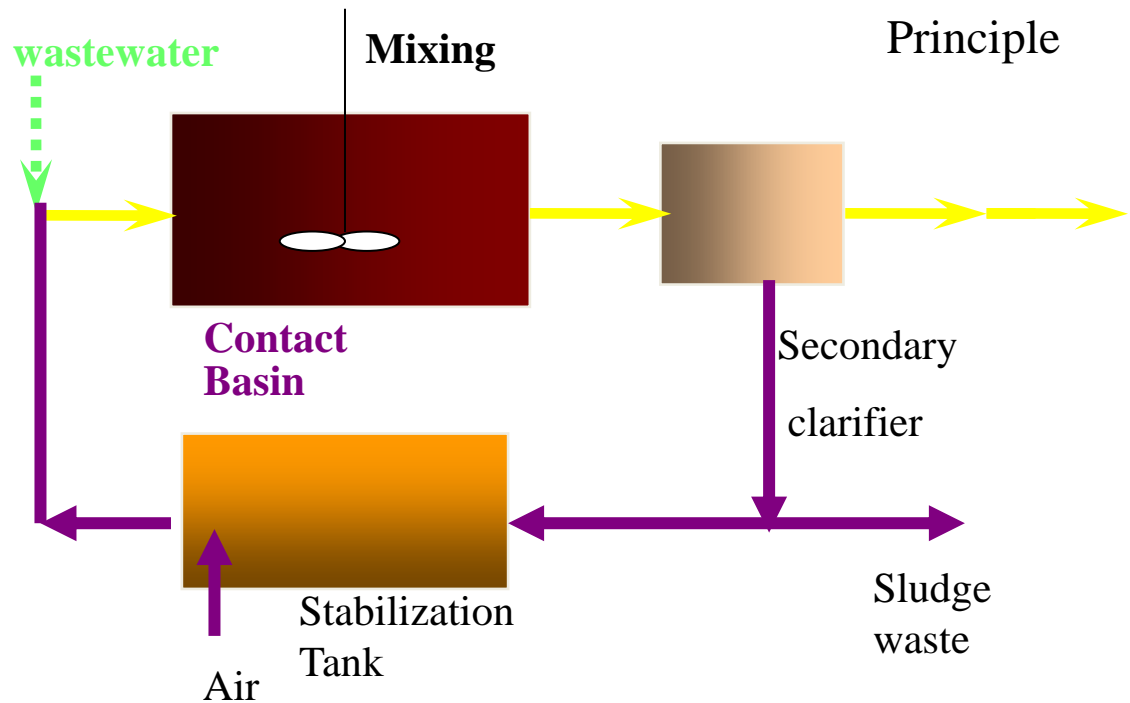 wastewater
Mixing
Principle
Contact
Basin
Secondary
clarifier
Stabilization
Tank
Air
Sludge
waste